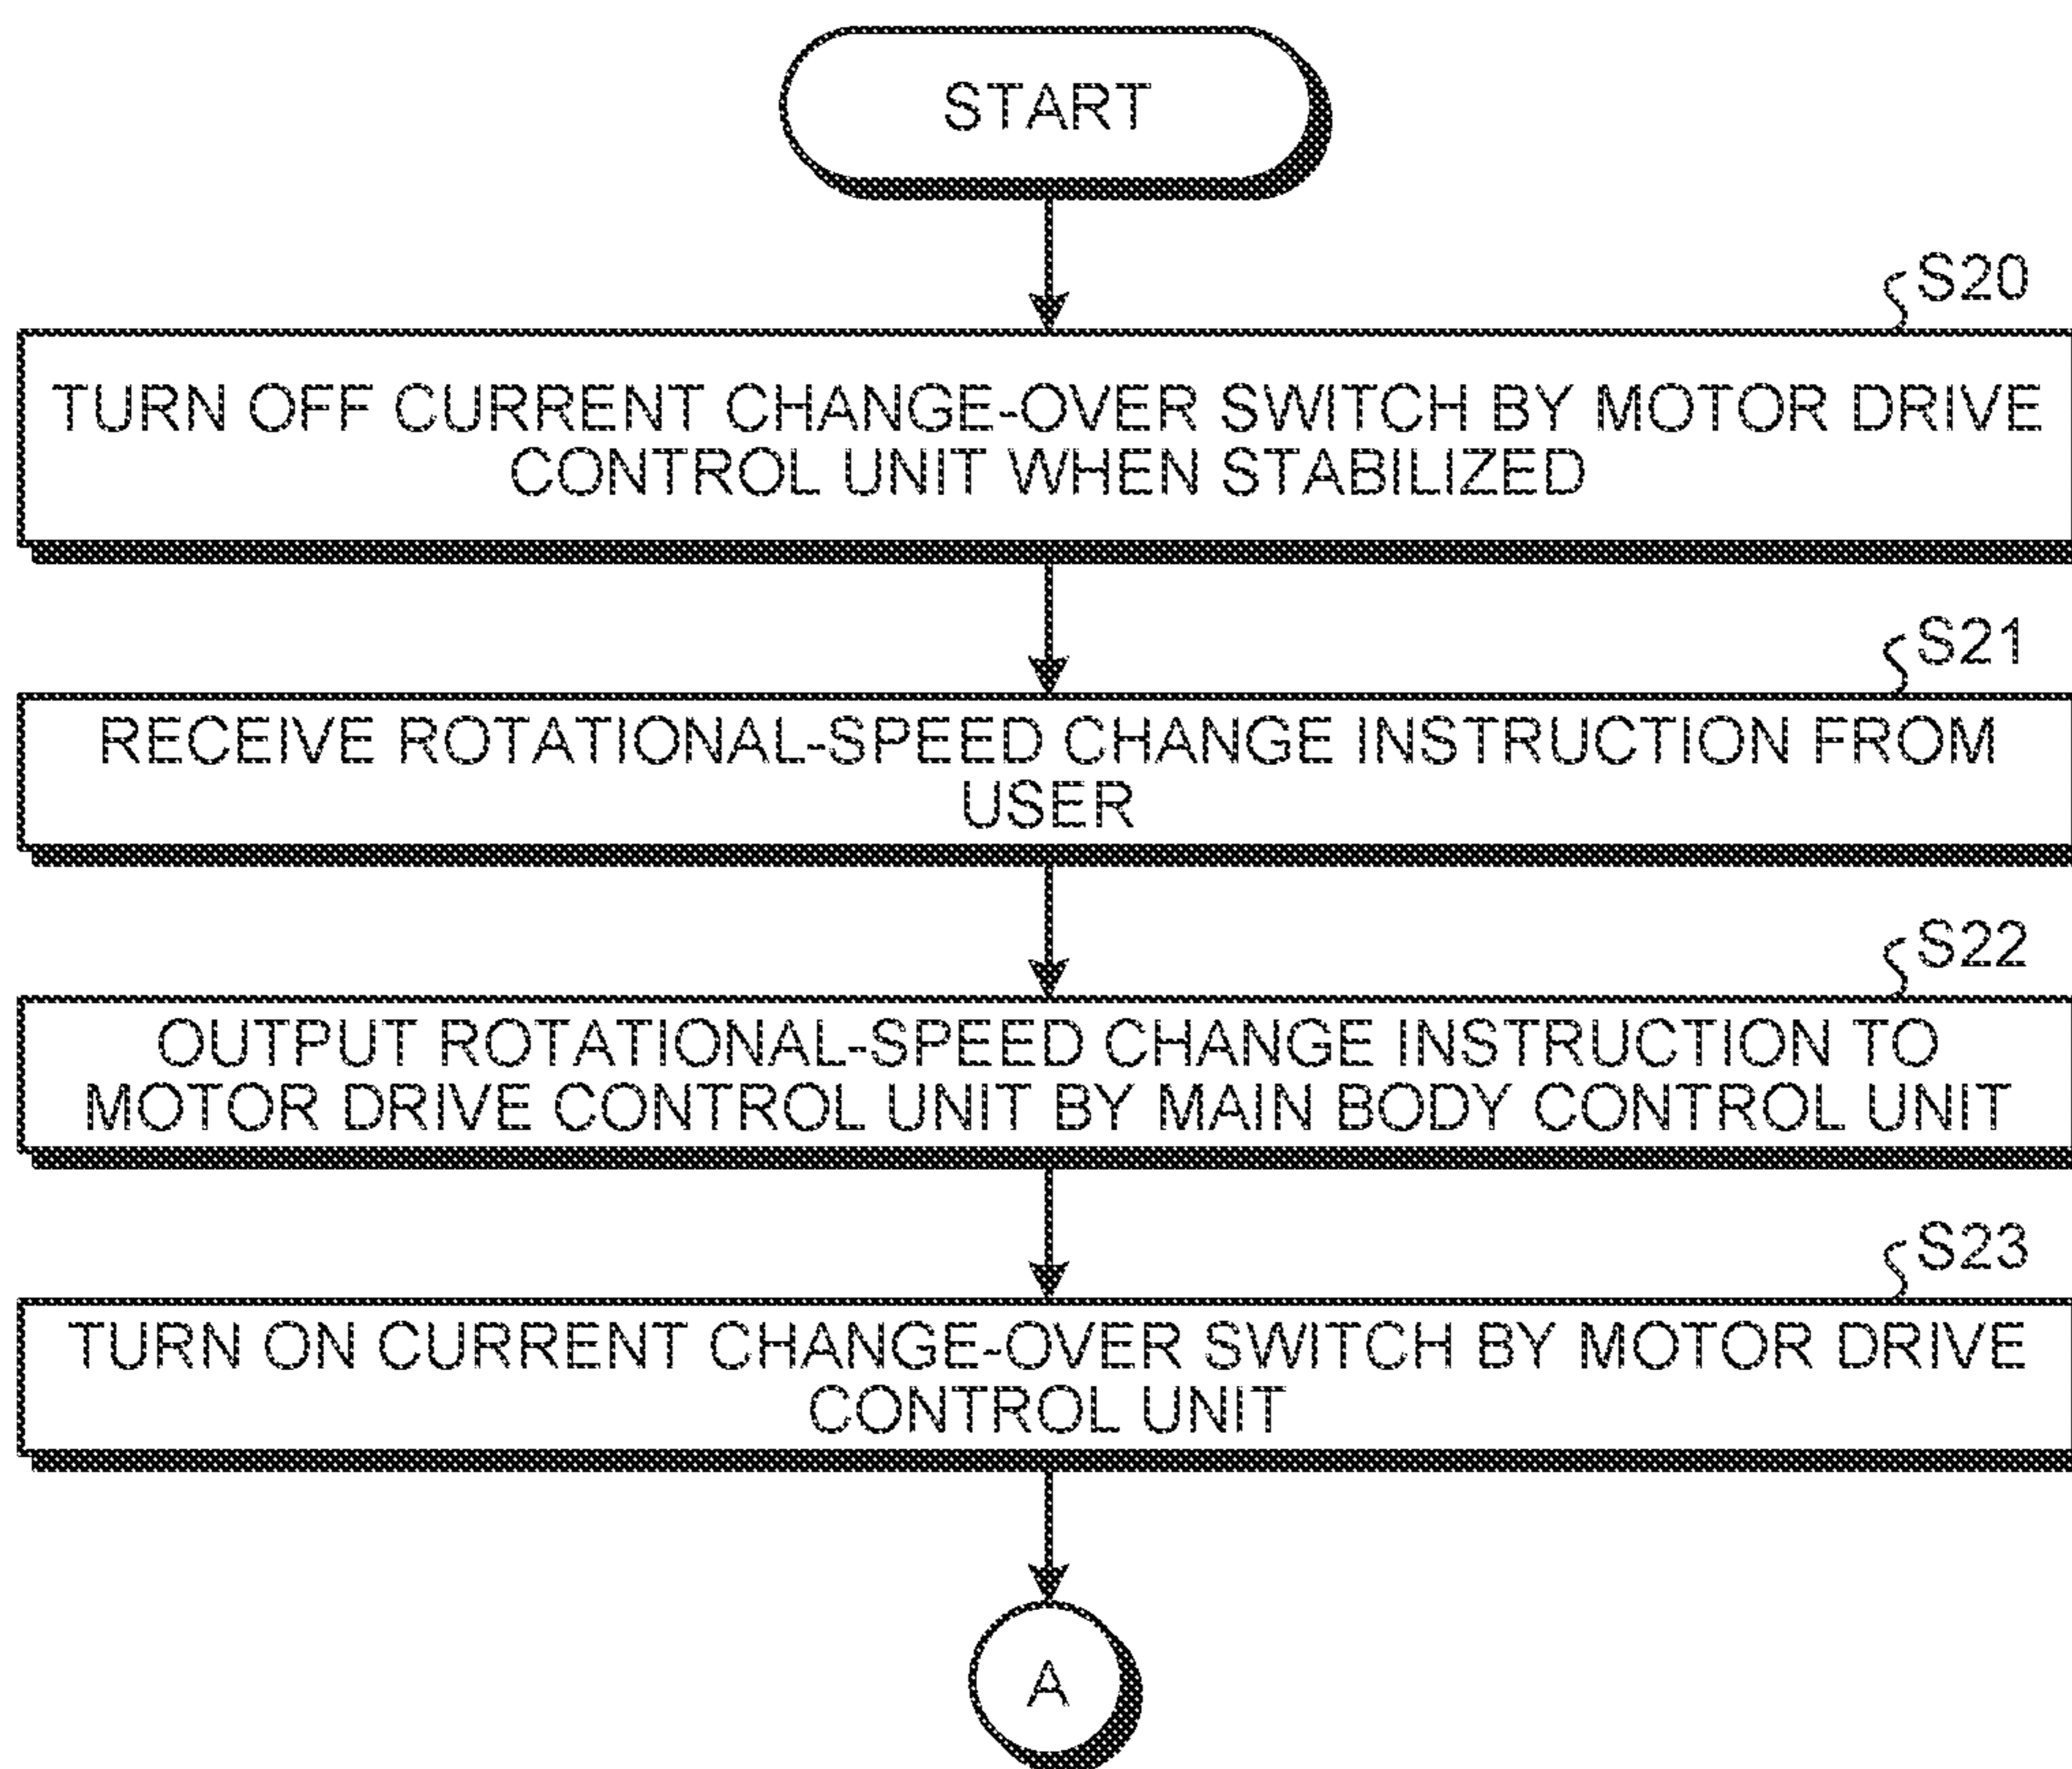 START
S20
TURN OFF CURRENT CHANGE-OVER SWITCH BY MOTOR DRIVE
CONTROL UNIT WHEN STABILIZED
S21
RECEIVE ROTATIONAL-SPEED CHANGE INSTRUCTION FROM
USER
S22
OUTPUT ROTATIONAL-SPEED CHANGE INSTRUCTION TO
MOTOR DRIVE CONTROL UNIT BY MAIN BODY CONTROL UNIT
S23
TURN ON CURRENT CHANGE-OVER SWITCH BY MOTOR DRIVE
CONTROL UNIT
A